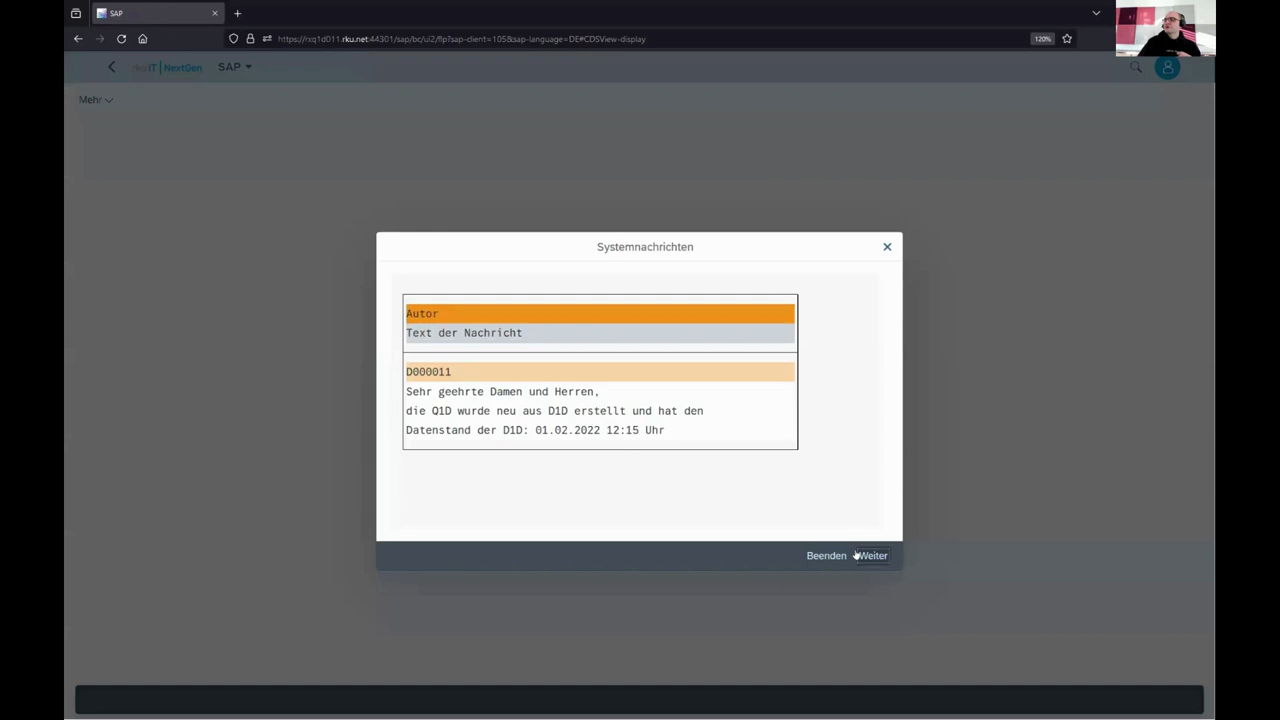 SAP
https://rxq1d011.rku.net:44301/sap/bc/ui2/flp?sap-client=105&sap-language=DE#CDSView-display
120%
IT | NextGen
SAP
Mehr
Systemnachrichten
Autor
Text der Nachricht
D000011
Sehr geehrte Damen und Herren,
die Q1D wurde neu aus D1D erstellt und hat den
Datenstand der D1D: 01.02.2022 12:15 Uhr
Beenden
Weiter